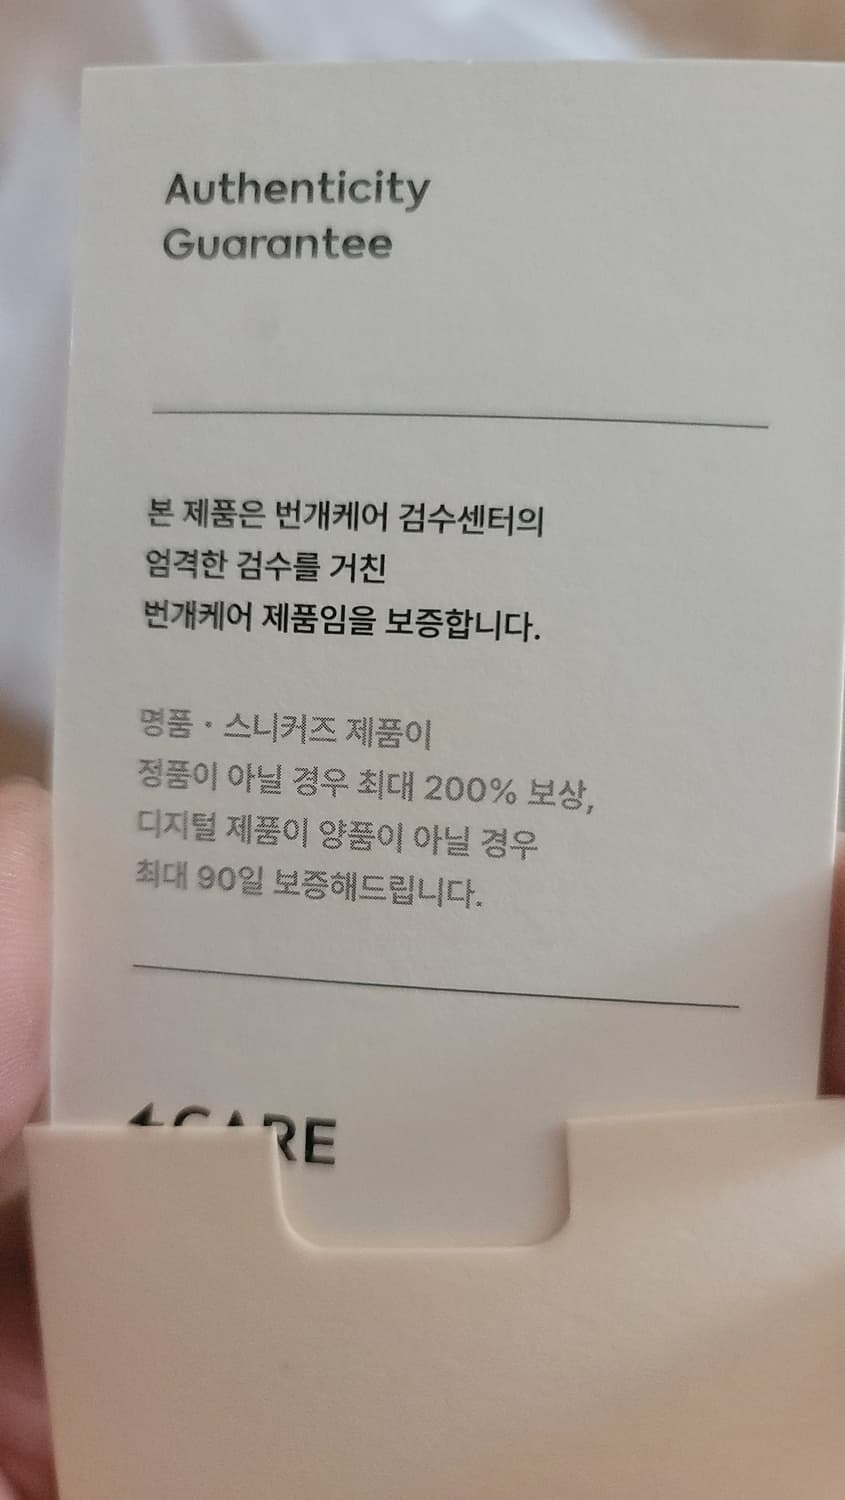 Authenticity
Guarantee
본 제품은 번개케어 검수센터의
엄격한 검수를 거친
번개케어 제품임을 보증합니다.
명품 · 스니커즈 제품이
정품이 아닐 경우 최대 200% 보상,
디지털 제품이 양품이 아닐 경우
최대 90일 보증해드립니다.
CARE